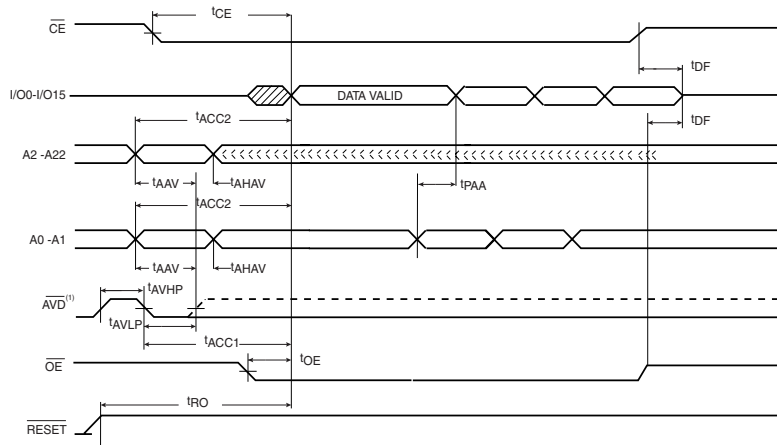 tCE
CE
tDF
I/O0-I/O15
DATA VALID
tACC2
tDF
A2 -A22
tAAV
tAHAV
tPAA
tACC2
A0 -A1
tAAV
tAHAV
tAVHP
AVD(1)
tAVLP
tACC1
tOE
OE
tRO
RESET